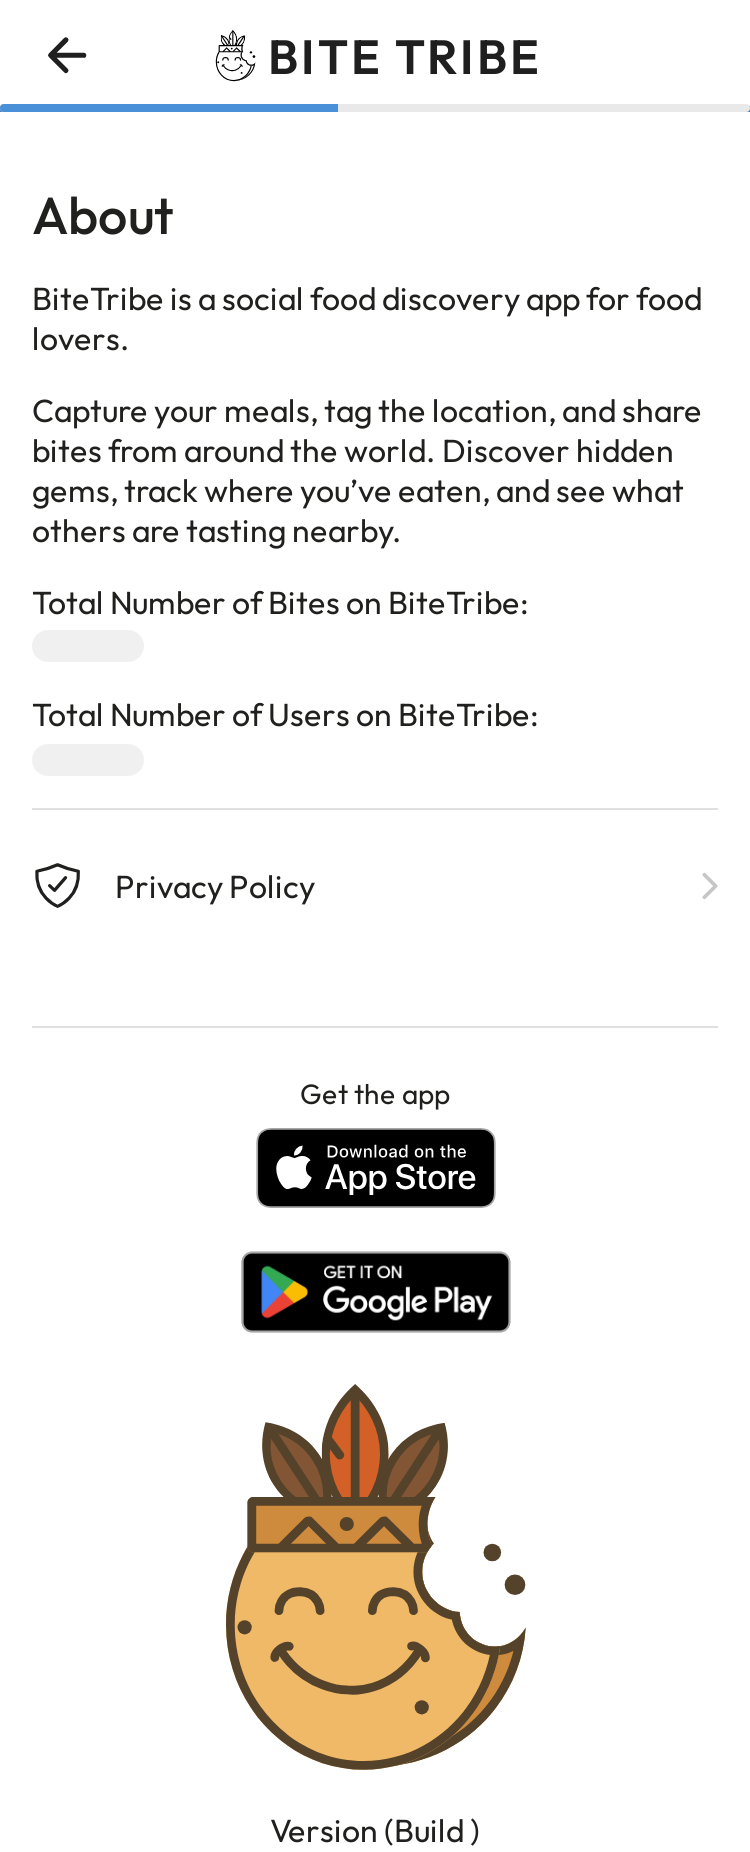 BITE TRIBE
About
BiteTribe is a social food discovery app for food
lovers.
Capture your meals, tag the location, and share
bites from around the world. Discover hidden
gems, track where you’ve eaten, and see what
others are tasting nearby.
Total Number of Bites on BiteTribe:
Total Number of Users on BiteTribe:
Privacy Policy
Get the app
Download on the
App Store
GET IT ON
Google Play
Version (Build )